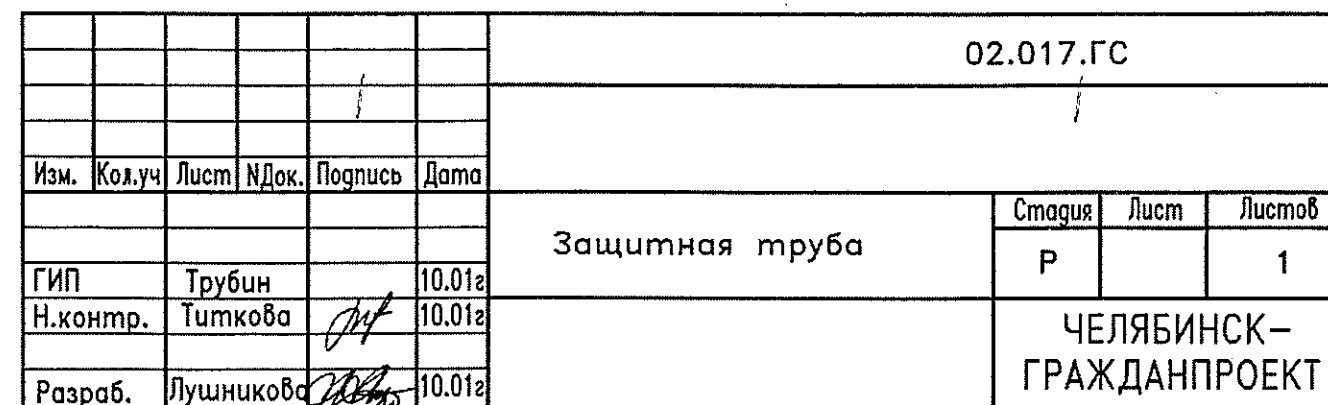 02.017.ГС
Изм. Кол.уч Лист NДок. Подпись Дата
Защитная труба
Стадия Лист Листов
Р 1
ГИП Трубин 10.01г
Н.контр. Титкова 10.01г
Разраб. Лушникова 10.01г
ЧЕЛЯБИНСК-
ГРАЖДАНПРОЕКТ